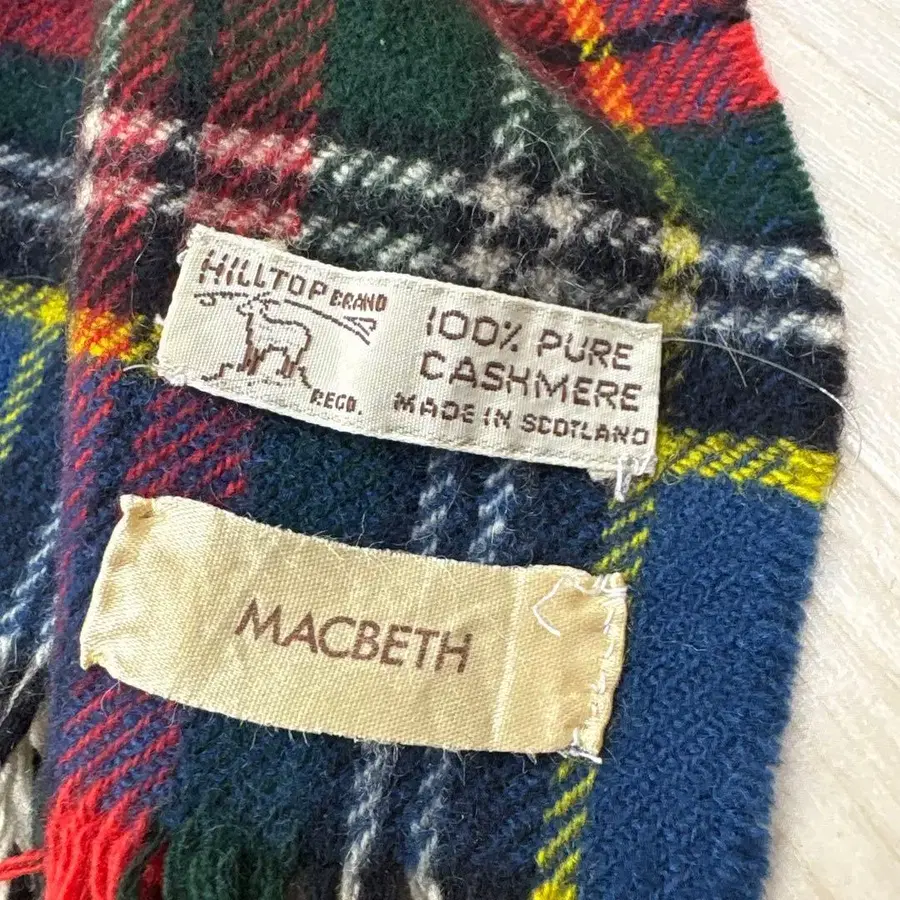 HILLTOP BRAND
REGD.
100% PURE
CASHMERE
MADE IN SCOTLAND
MACBETH